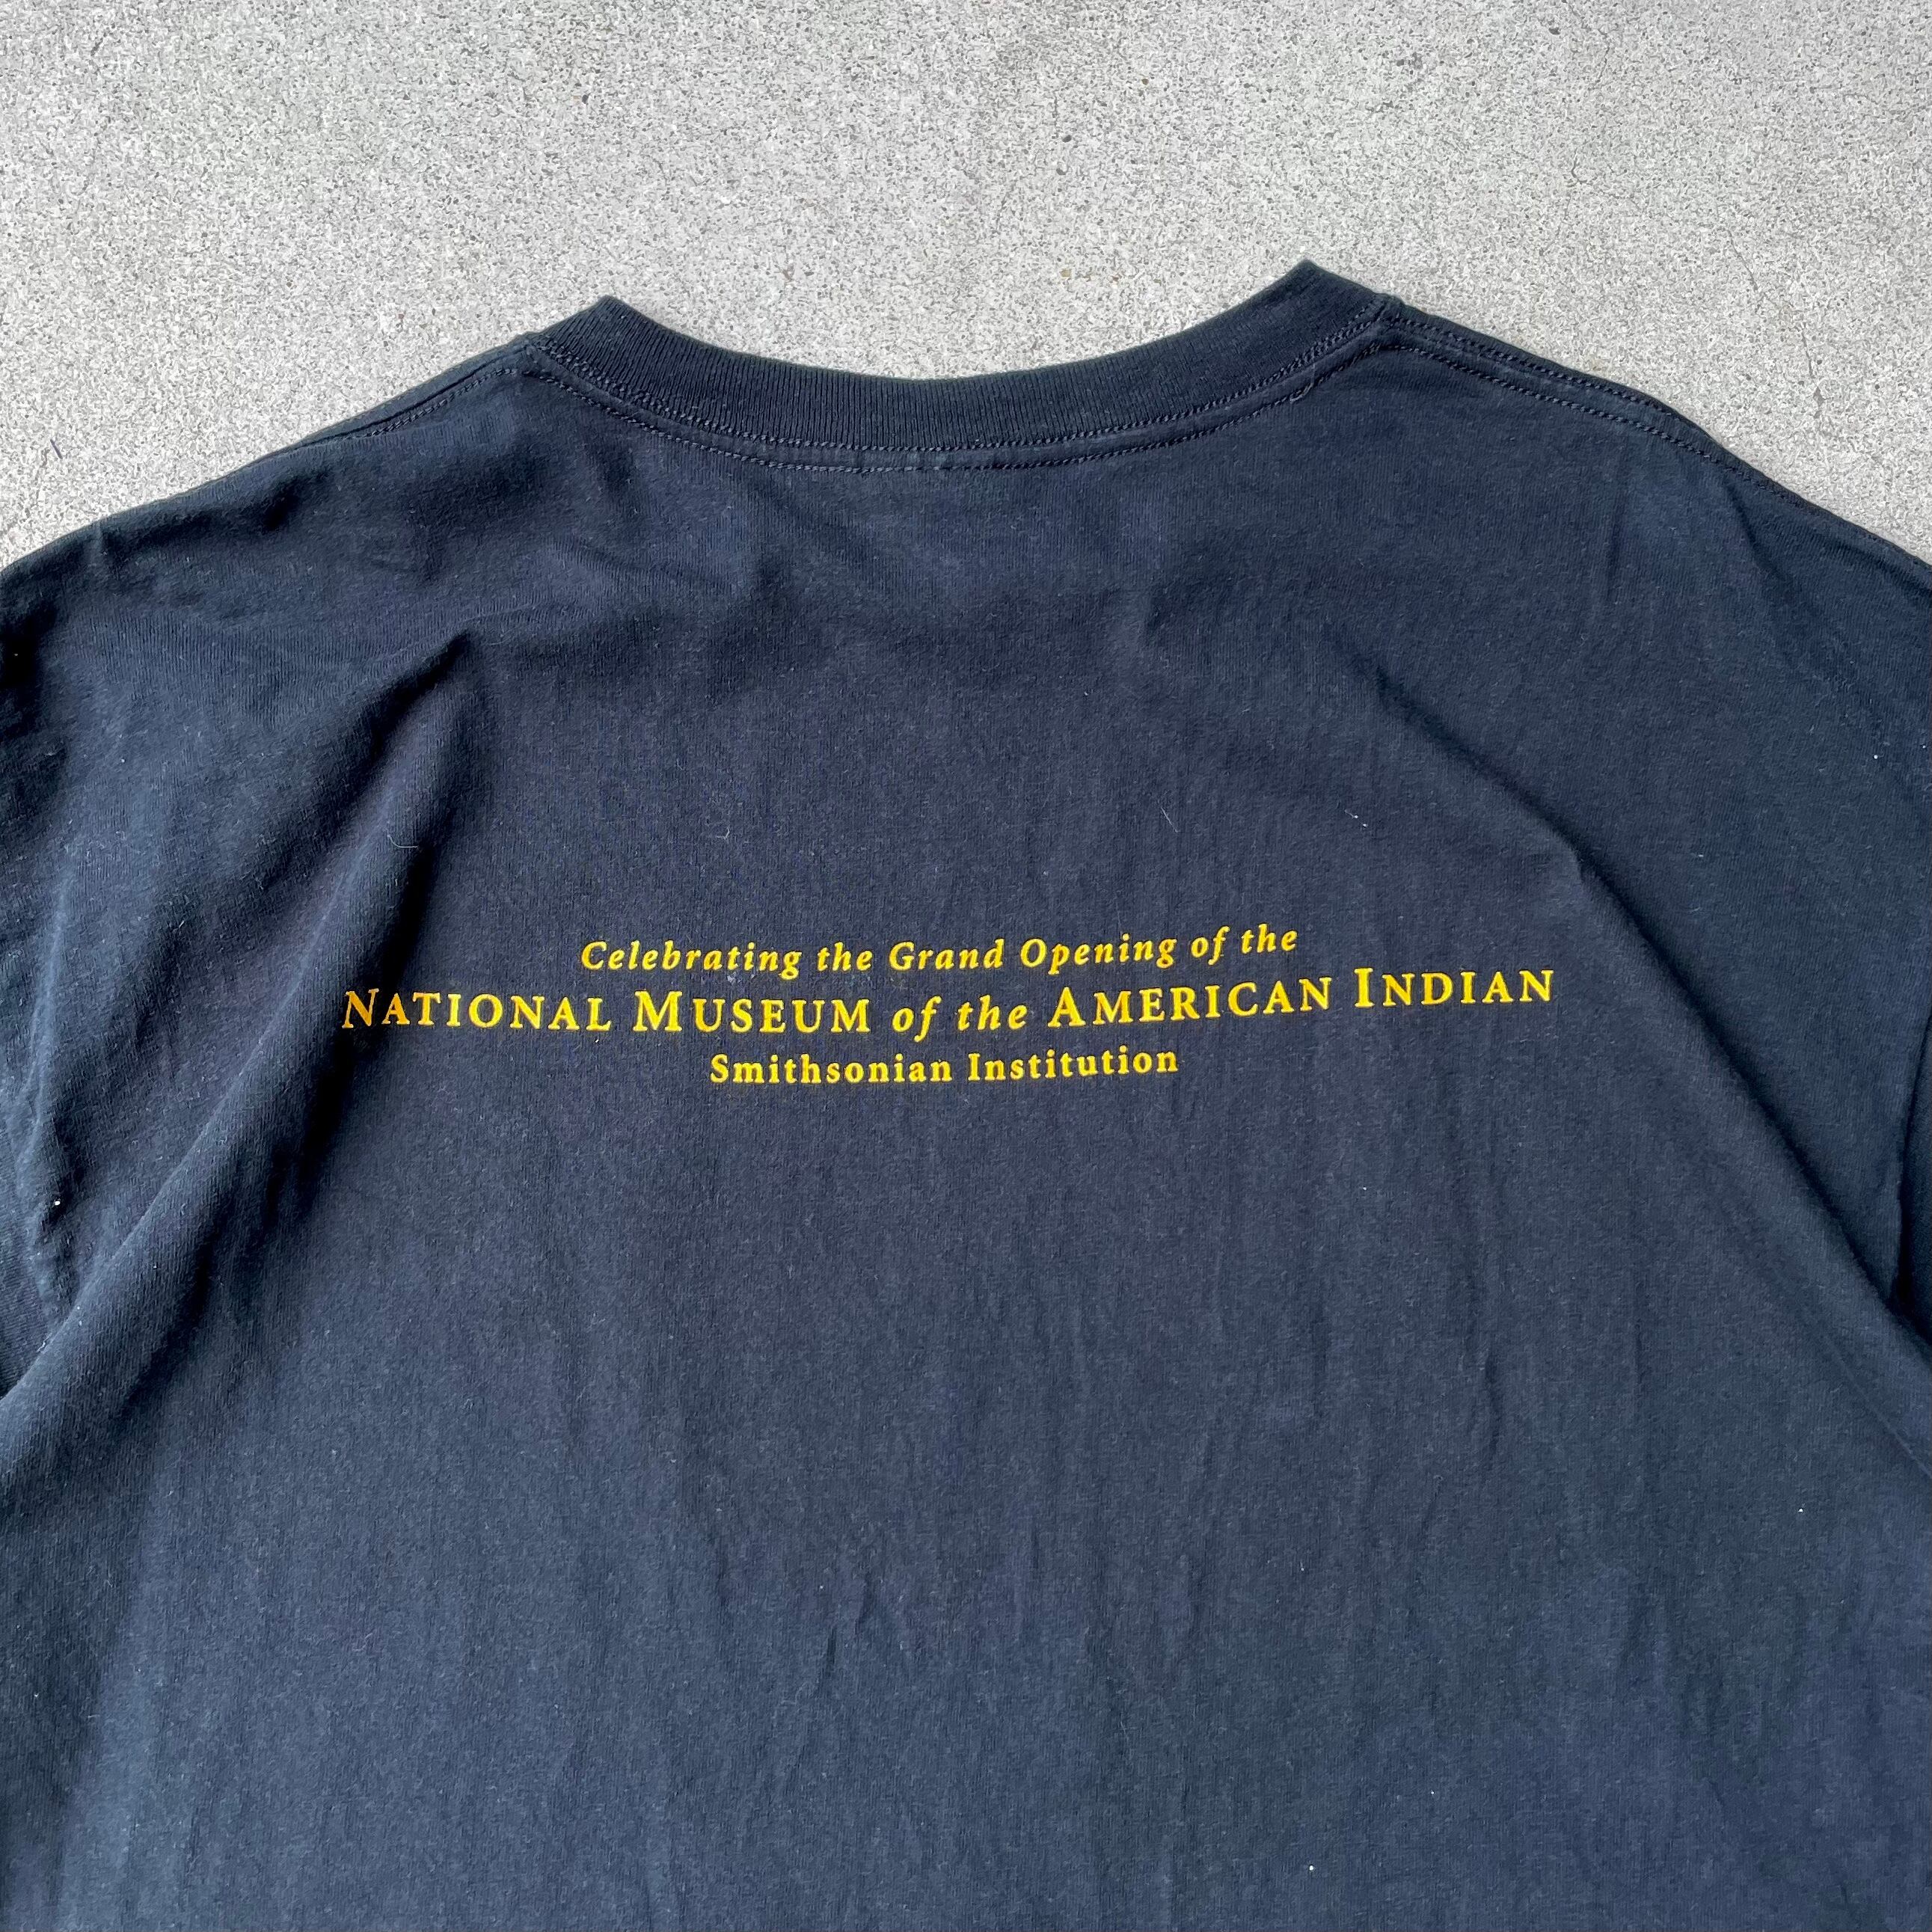 Celebrating the Grand Opening of the
NATIONAL MUSEUM of the AMERICAN INDIAN
Smithsonian Institution